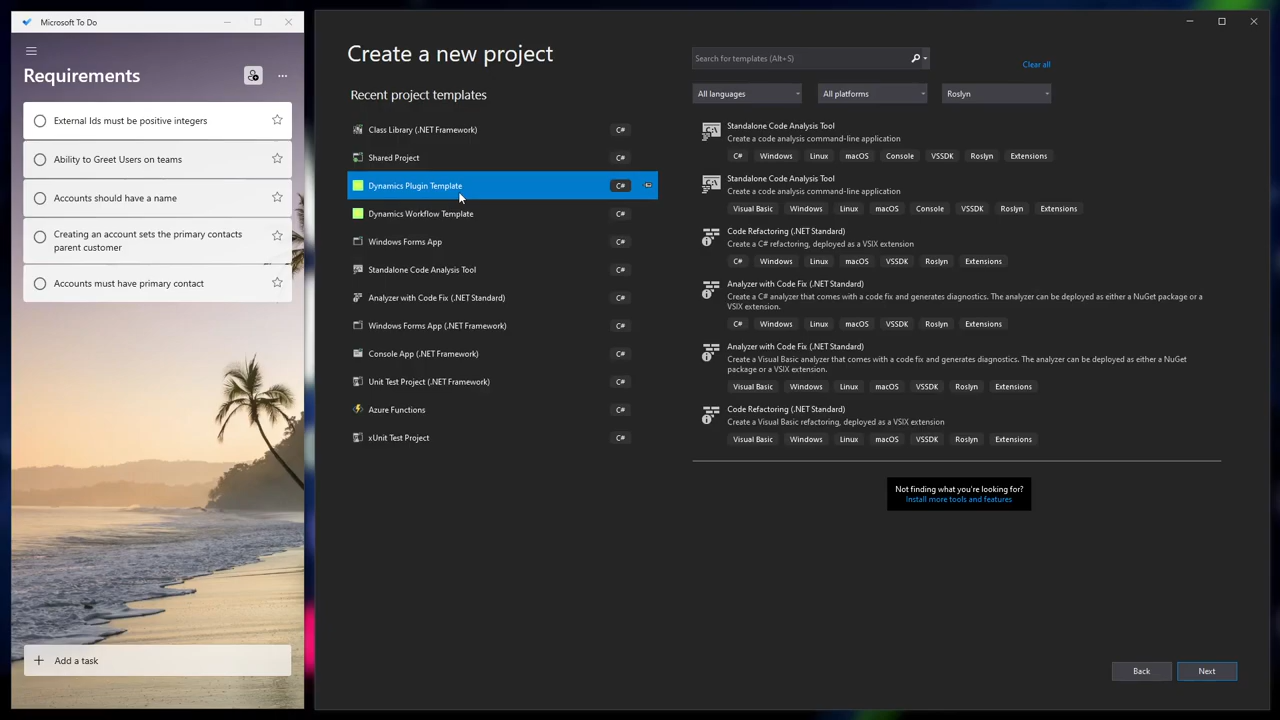 Microsoft To Do
Requirements
External Ids must be positive integers
Ability to Greet Users on teams
Accounts should have a name
Creating an account sets the primary contacts
parent customer
Accounts must have primary contact
Add a task
Create a new project
Recent project templates
Class Library (.NET Framework) C#
Shared Project C#
Dynamics Plugin Template C#
Dynamics Workflow Template C#
Windows Forms App C#
Standalone Code Analysis Tool C#
Analyzer with Code Fix (.NET Standard) C#
Windows Forms App (.NET Framework) C#
Console App (.NET Framework) C#
Unit Test Project (.NET Framework) C#
Azure Functions C#
xUnit Test Project C#
Search for templates (Alt+S)
Clear all
All languages All platforms Roslyn
Standalone Code Analysis Tool
Create a code analysis command-line application
C# Windows Linux macOS Console VSSDK Roslyn Extensions
Standalone Code Analysis Tool
Create a code analysis command-line application
Visual Basic Windows Linux macOS Console VSSDK Roslyn Extensions
Code Refactoring (.NET Standard)
Create a C# refactoring, deployed as a VSIX extension
C# Windows Linux macOS VSSDK Roslyn Extensions
Analyzer with Code Fix (.NET Standard)
Create a C# analyzer that comes with a code fix and generates diagnostics. The analyzer can be deployed as either a NuGet package or a
VSIX extension.
C# Windows Linux macOS VSSDK Roslyn Extensions
Analyzer with Code Fix (.NET Standard)
Create a Visual Basic analyzer that comes with a code fix and generates diagnostics. The analyzer can be deployed as either a NuGet
package or a VSIX extension.
Visual Basic Windows Linux macOS VSSDK Roslyn Extensions
Code Refactoring (.NET Standard)
Create a Visual Basic refactoring, deployed as a VSIX extension
Visual Basic Windows Linux macOS VSSDK Roslyn Extensions
Not finding what you're looking for?
Install more tools and features
Back Next